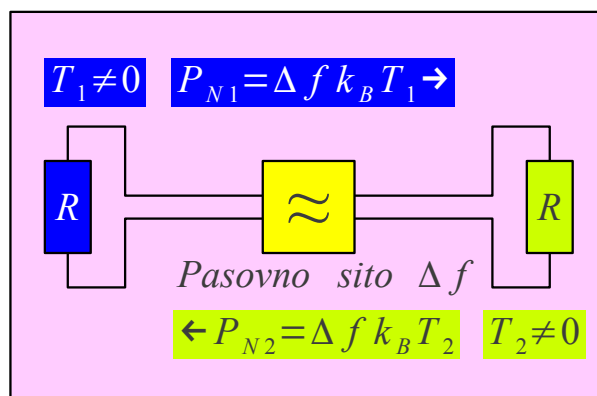 T₁≠0 P_N1=Δf k_B T₁→
R ≈ R
Pasovno sito Δf
←P_N2=Δf k_B T₂ T₂≠0